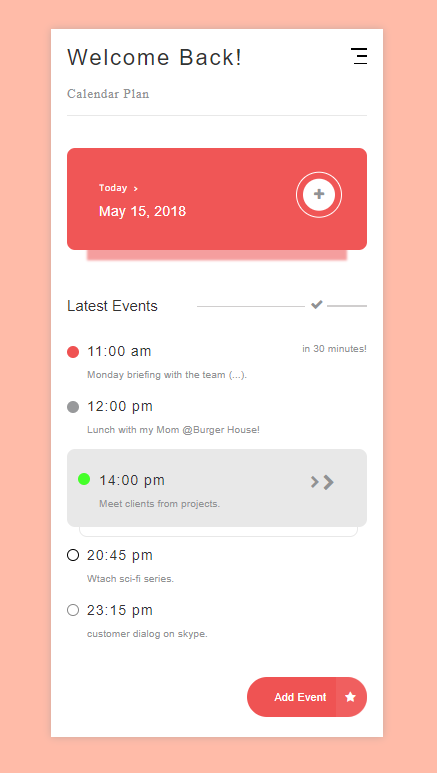 Welcome Back!
Calendar Plan
Today
May 15, 2018
Latest Events
11:00 am
in 30 minutes!
Monday briefing with the team (...).
12:00 pm
Lunch with my Mom @Burger House!
14:00 pm
Meet clients from projects.
20:45 pm
Wtach sci-fi series.
23:15 pm
customer dialog on skype.
Add Event